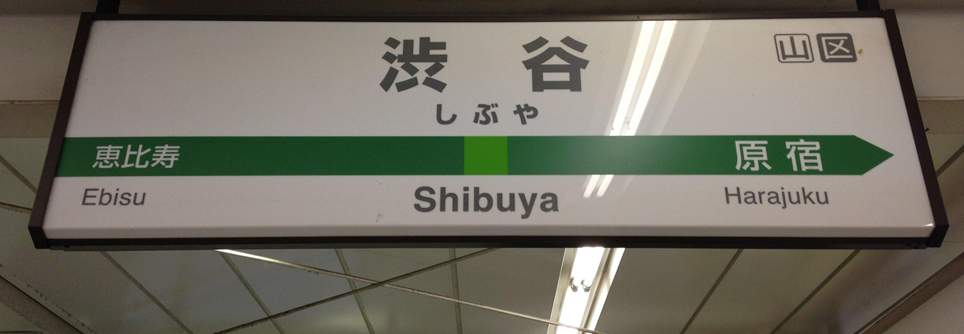 渋谷
山区
しぶや
恵比寿 原宿
Ebisu Shibuya Harajuku